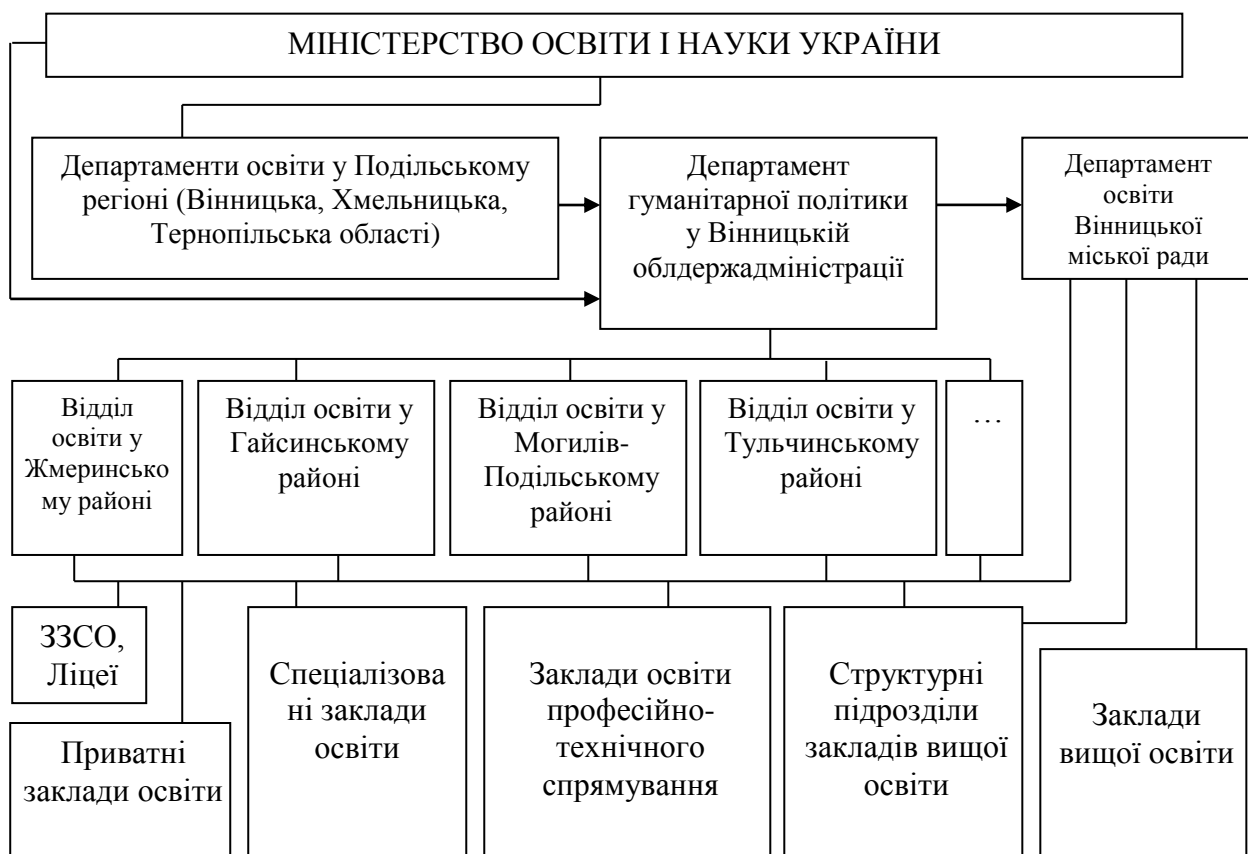 МІНІСТЕРСТВО ОСВІТИ І НАУКИ УКРАЇНИ
Департаменти освіти у Подільському
регіоні (Вінницька, Хмельницька,
Тернопільська області)
Департамент
гуманітарної політики
у Вінницькій
облдержадміністрації
Департамент
освіти
Вінницької
міської ради
Відділ
освіти у
Жмеринсько
му районі
Відділ освіти у
Гайсинському
районі
Відділ освіти у
Могилів-
Подільському
районі
Відділ освіти у
Тульчинському
районі
…
ЗЗСО,
Ліцеї
Приватні
заклади освіти
Спеціалізова
ні заклади
освіти
Заклади освіти
професійно-
технічного
спрямування
Структурні
підрозділи
закладів вищої
освіти
Заклади
вищої освіти